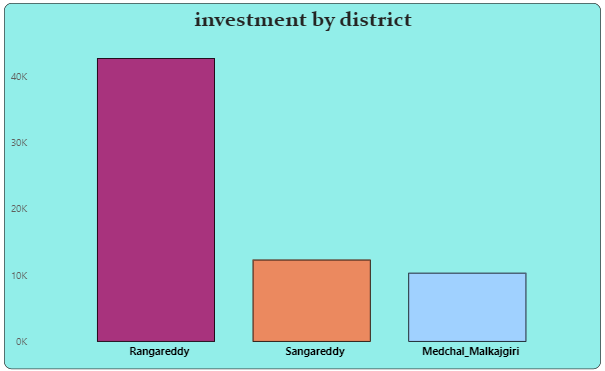 investment by district
40K
30K
20K
10K
0K
Rangareddy
Sangareddy
Medchal_Malkajgiri